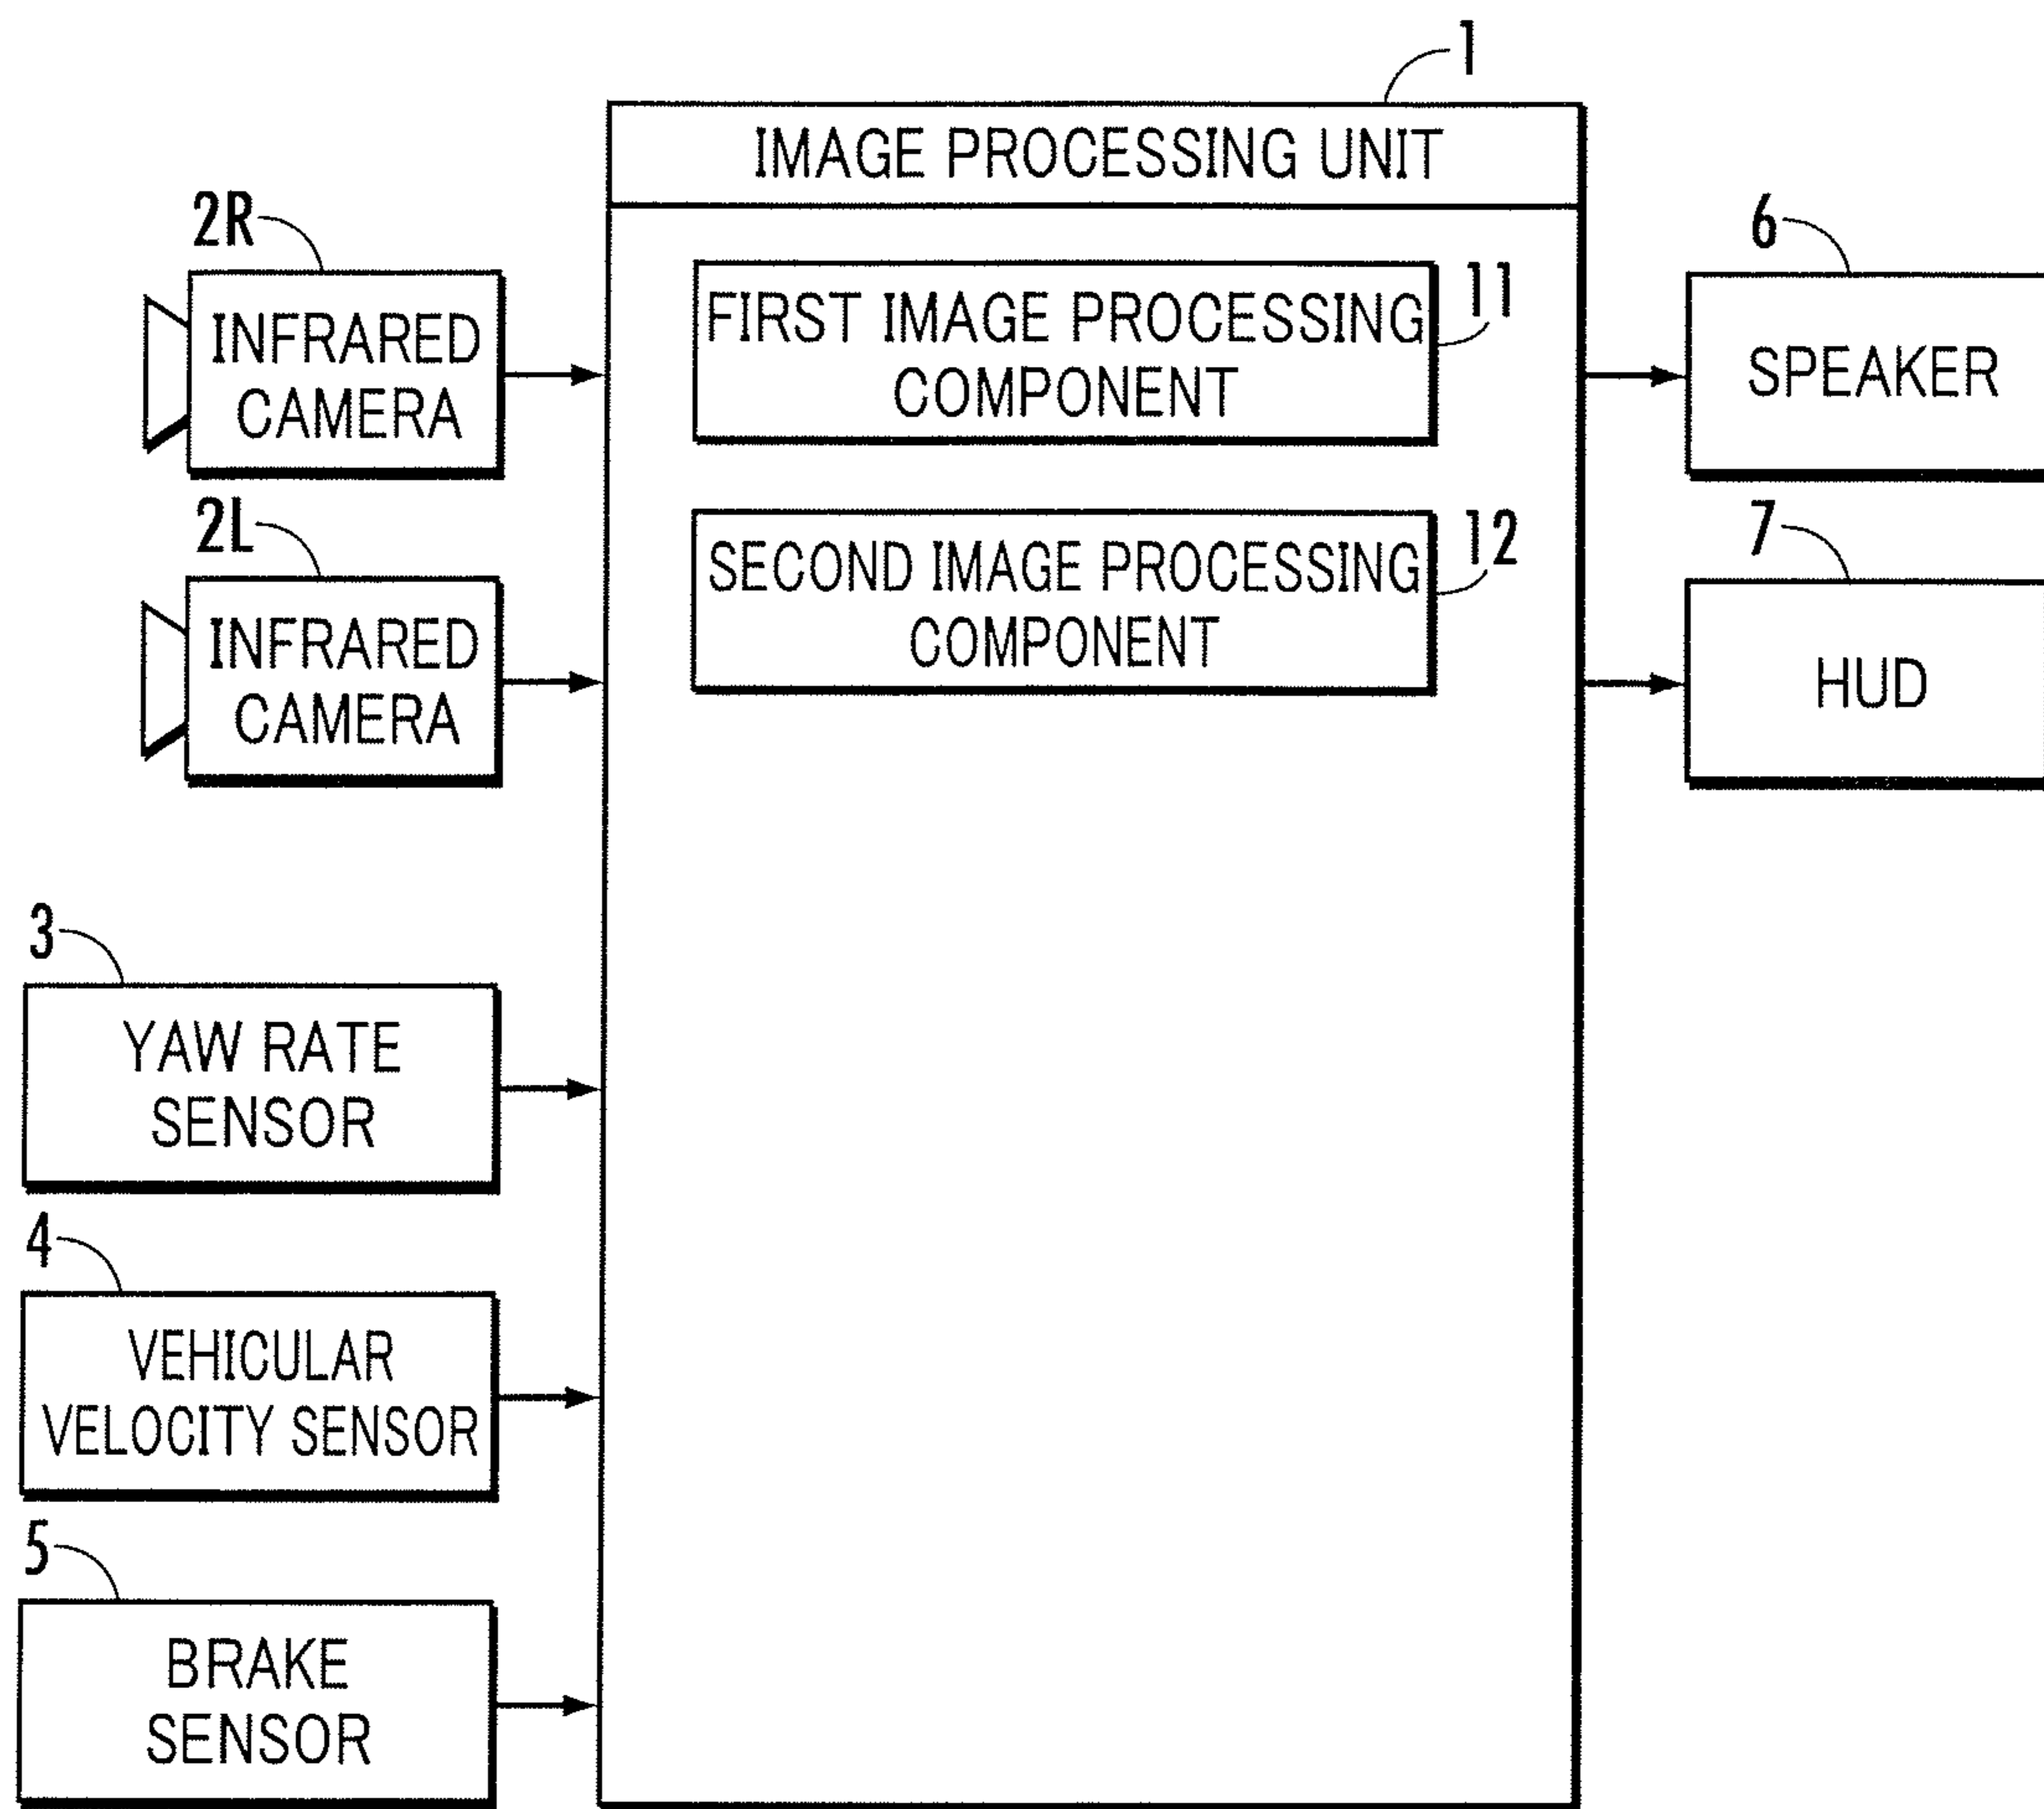 1
IMAGE PROCESSING UNIT
2R
INFRARED
CAMERA
2L
INFRARED
CAMERA
3
YAW RATE
SENSOR
4
VEHICULAR
VELOCITY SENSOR
5
BRAKE
SENSOR
11
FIRST IMAGE PROCESSING
COMPONENT
12
SECOND IMAGE PROCESSING
COMPONENT
6
SPEAKER
7
HUD